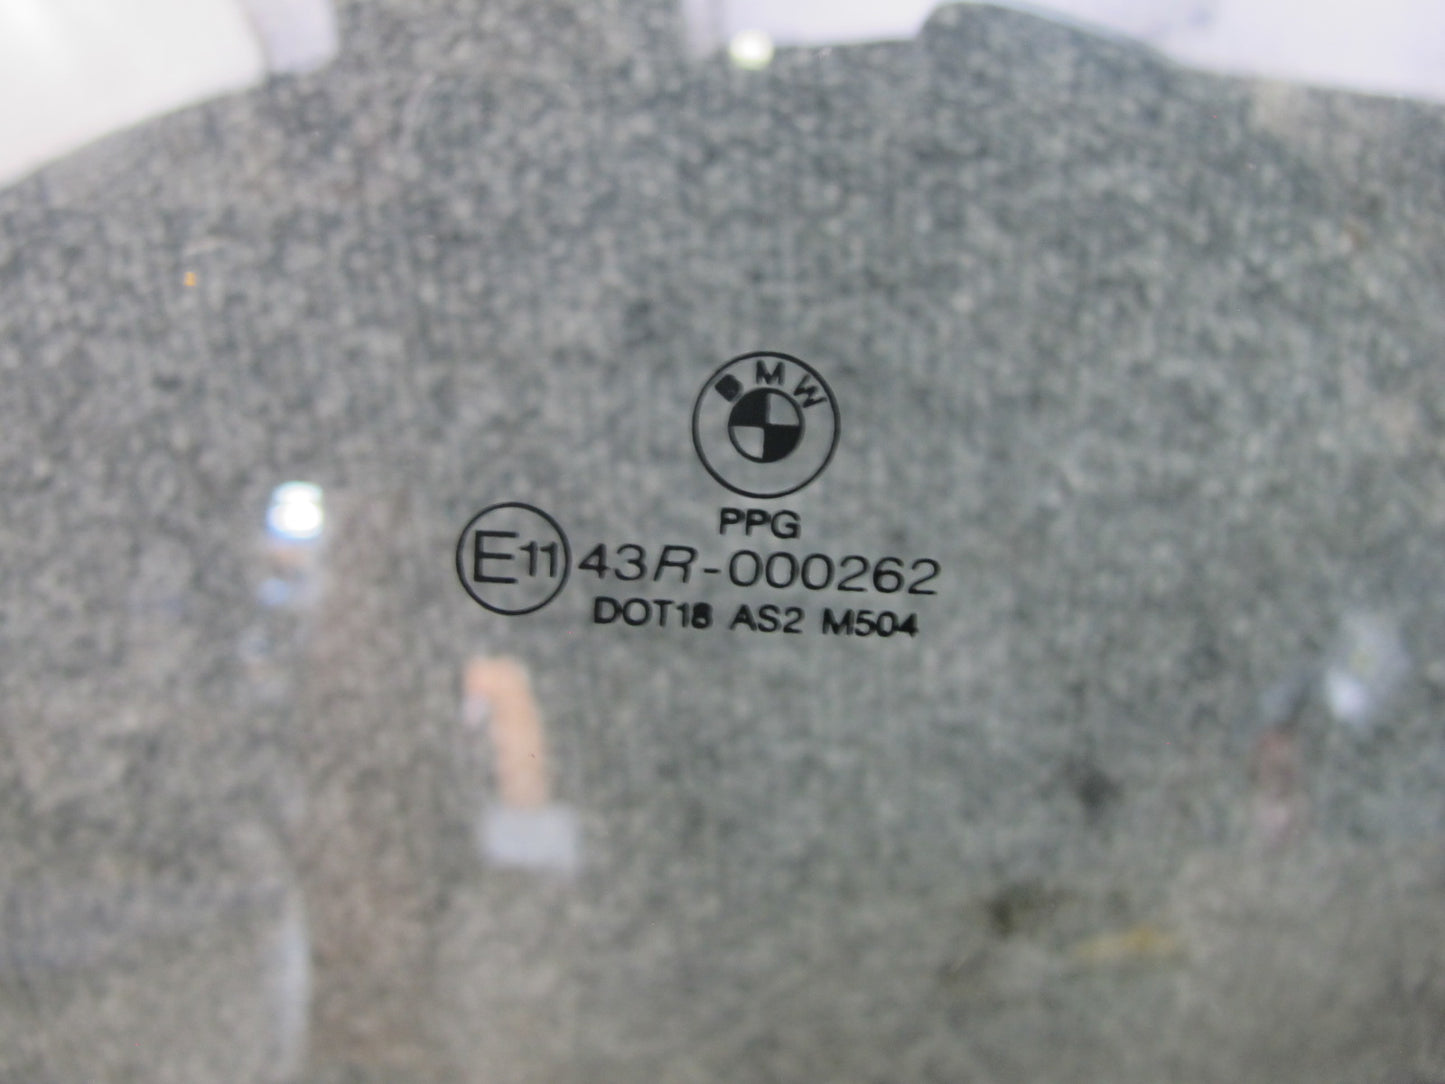 BMW
PPG
E11 43R-000262
DOT18 AS2 M504